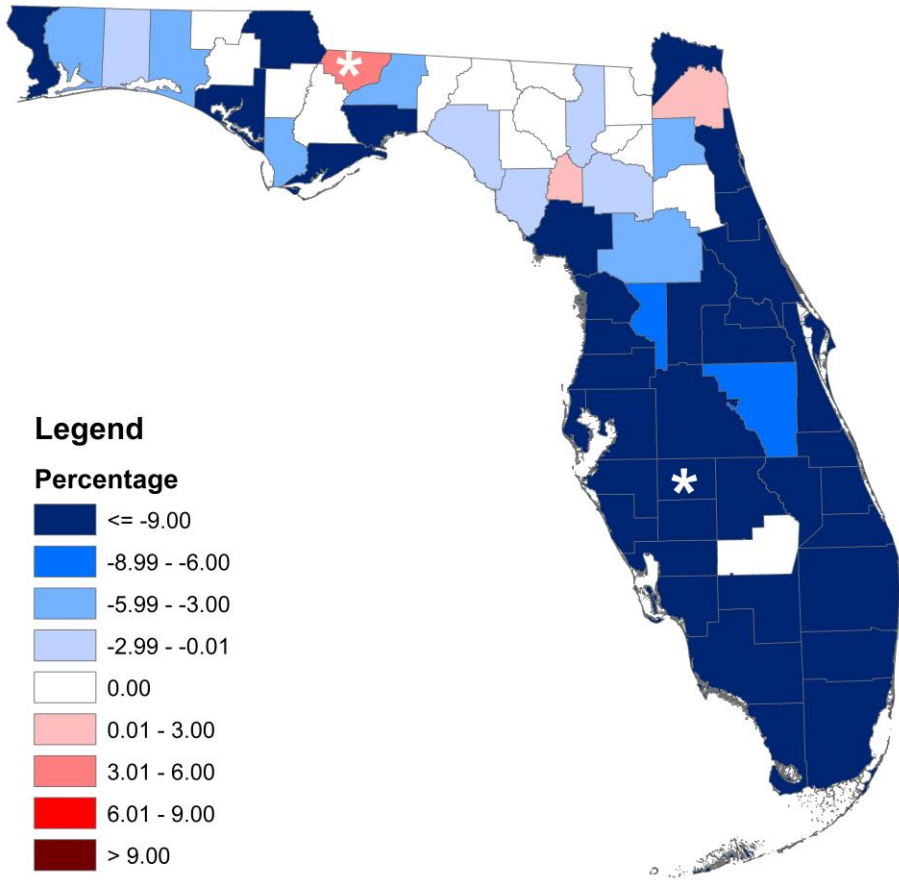 *
*
Legend
Percentage
<= -9.00
-8.99 - -6.00
-5.99 - -3.00
-2.99 - -0.01
0.00
0.01 - 3.00
3.01 - 6.00
6.01 - 9.00
> 9.00